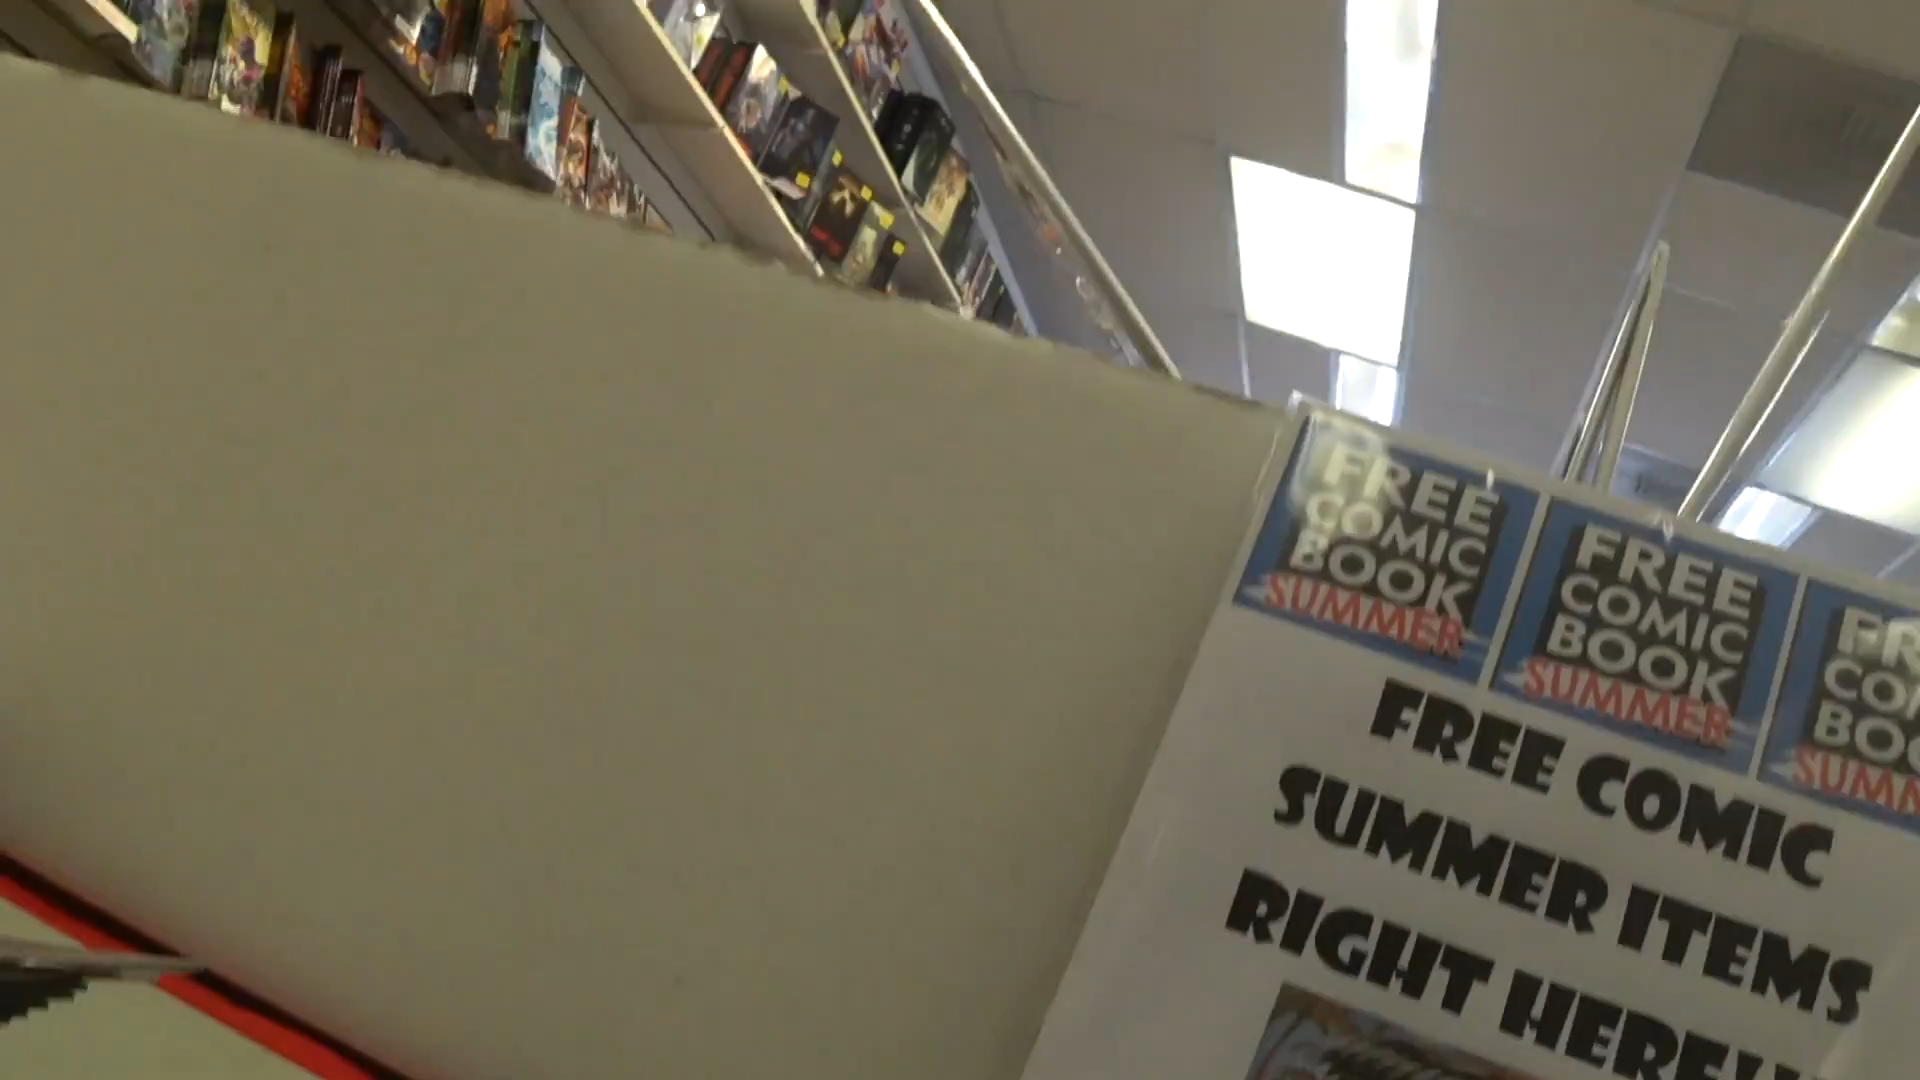 FREE
COMIC
BOOK
SUMMER
FREE
COMIC
BOOK
SUMMER
FREE COMIC
SUMMER ITEMS
RIGHT HERE!!